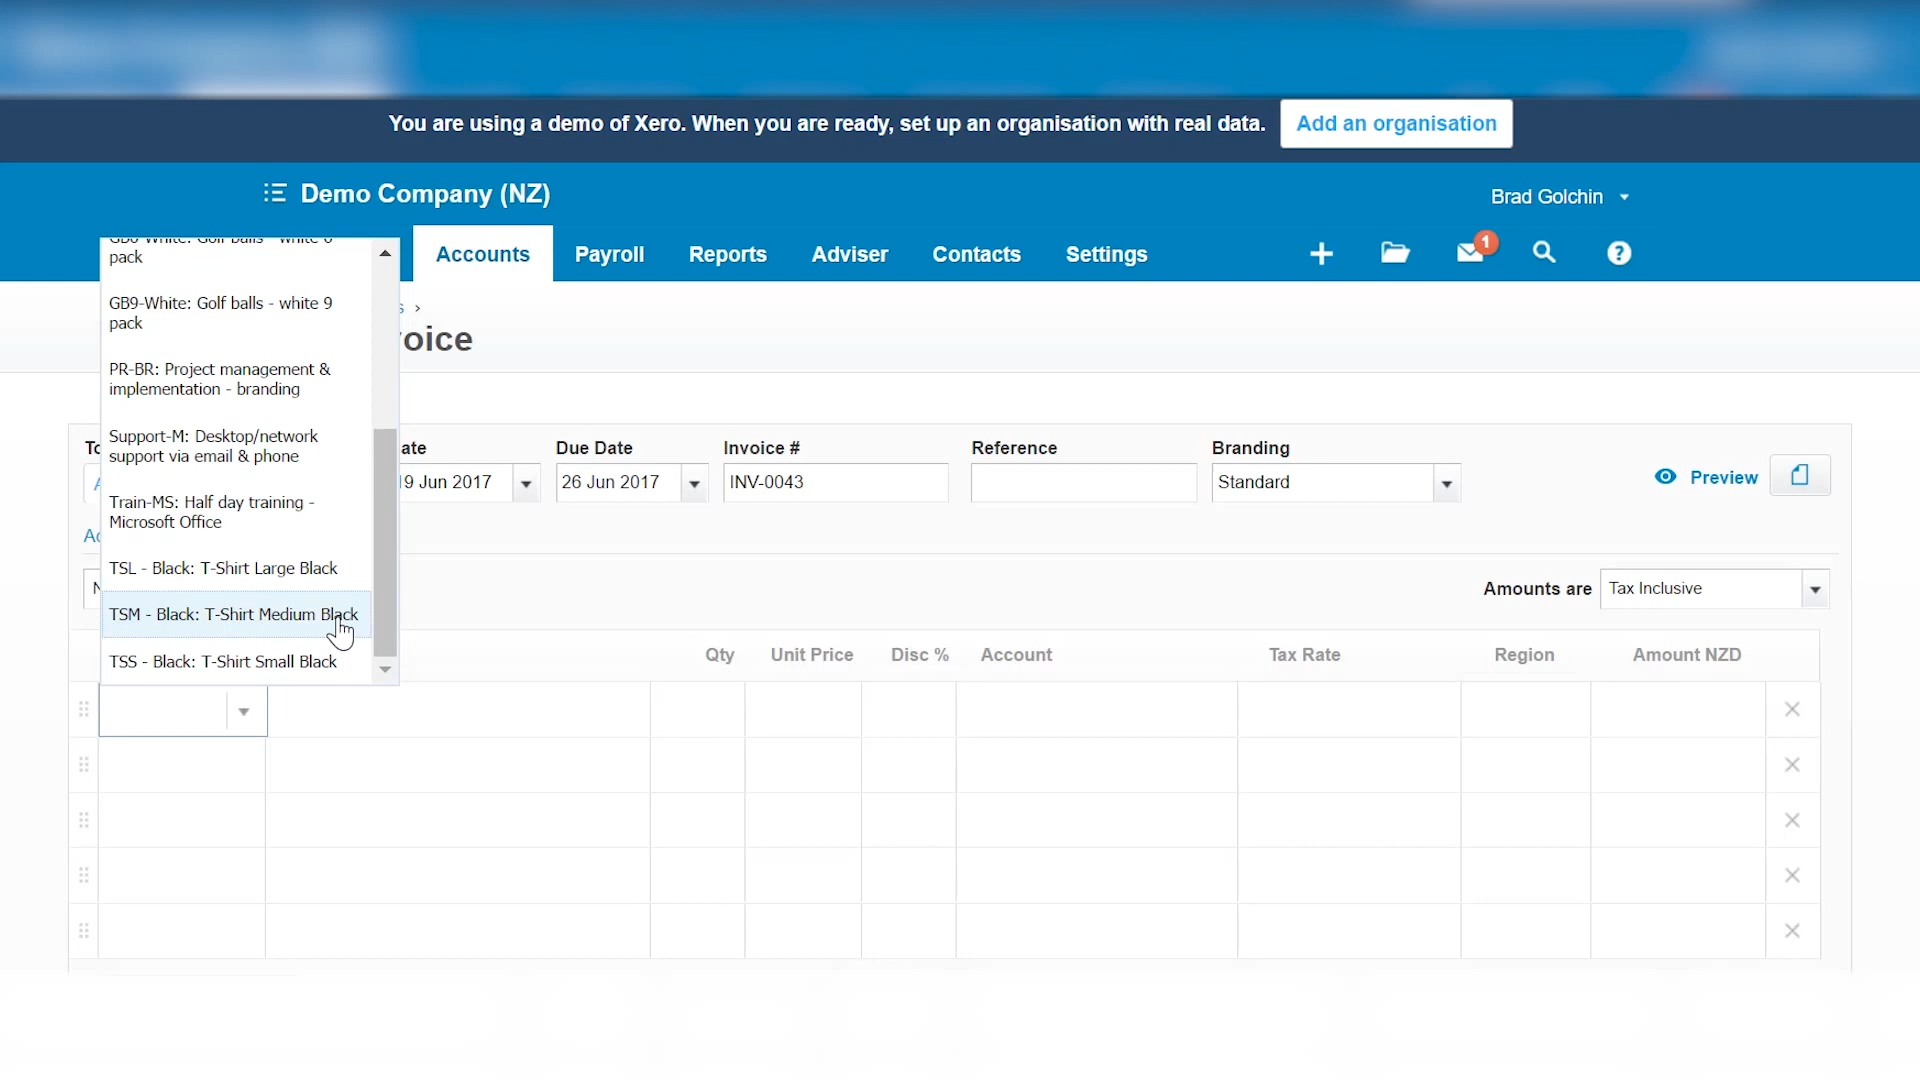 You are using a demo of Xero. When you are ready, set up an organisation with real data.
Add an organisation
Demo Company (NZ)
Brad Golchin
Accounts
Payroll
Reports
Adviser
Contacts
Settings
1
?
pack
GB9-White: Golf balls - white 9
pack
PR-BR: Project management &
implementation - branding
Support-M: Desktop/network
support via email & phone
Train-MS: Half day training -
Microsoft Office
TSL - Black: T-Shirt Large Black
TSM - Black: T-Shirt Medium Black
TSS - Black: T-Shirt Small Black
s ›
voice
To
ate
Due Date
Invoice #
Reference
Branding
19 Jun 2017
26 Jun 2017
INV-0043
Standard
Preview
Amounts are
Tax Inclusive
Qty
Unit Price
Disc %
Account
Tax Rate
Region
Amount NZD